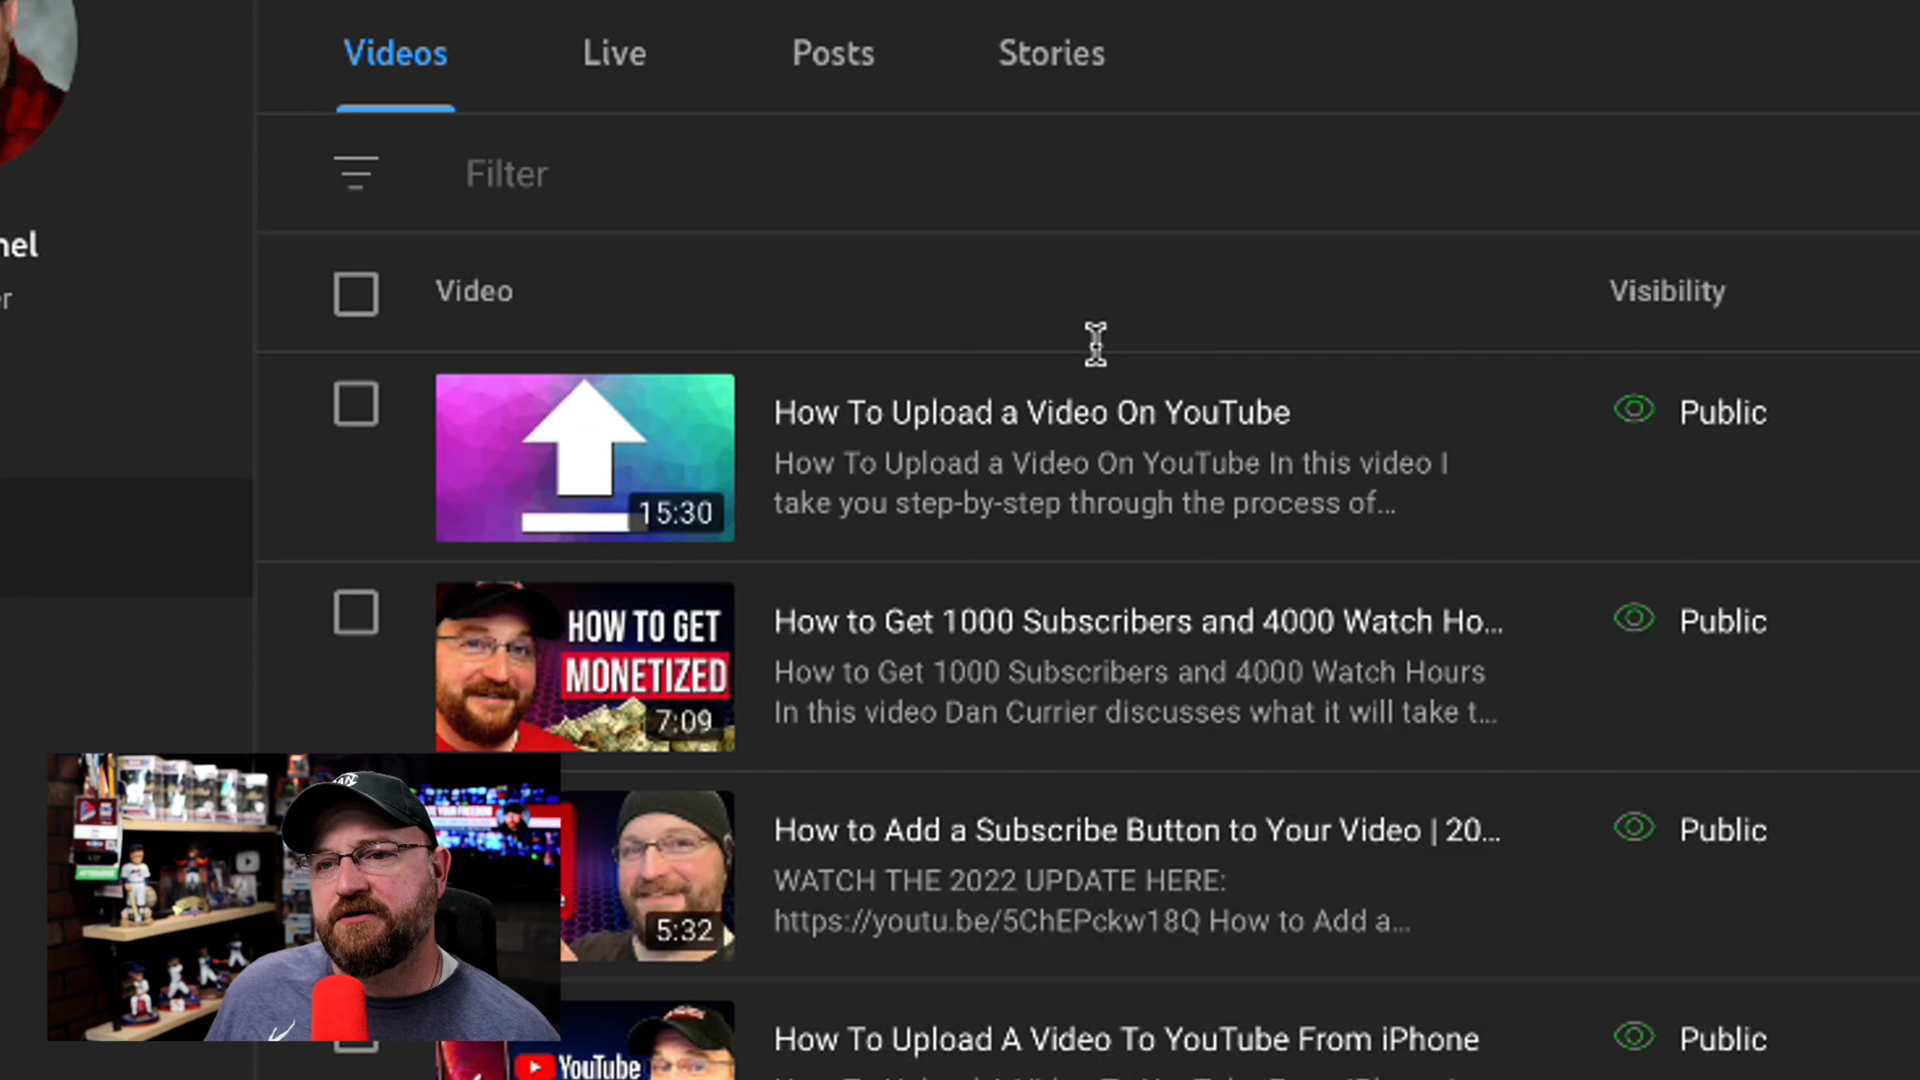 Videos
Live
Posts
Stories
nel
Filter
r
Video
Visibility
15:30
How To Upload a Video On YouTube
How To Upload a Video On YouTube In this video I
take you step-by-step through the process of...
Public
HOW TO GET
MONETIZED
7:09
How to Get 1000 Subscribers and 4000 Watch Ho...
How to Get 1000 Subscribers and 4000 Watch Hours
In this video Dan Currier discusses what it will take t...
Public
5:32
How to Add a Subscribe Button to Your Video | 20...
WATCH THE 2022 UPDATE HERE:
https://youtu.be/5ChEPckw18Q How to Add a...
Public
YouTube
How To Upload A Video To YouTube From iPhone
Public